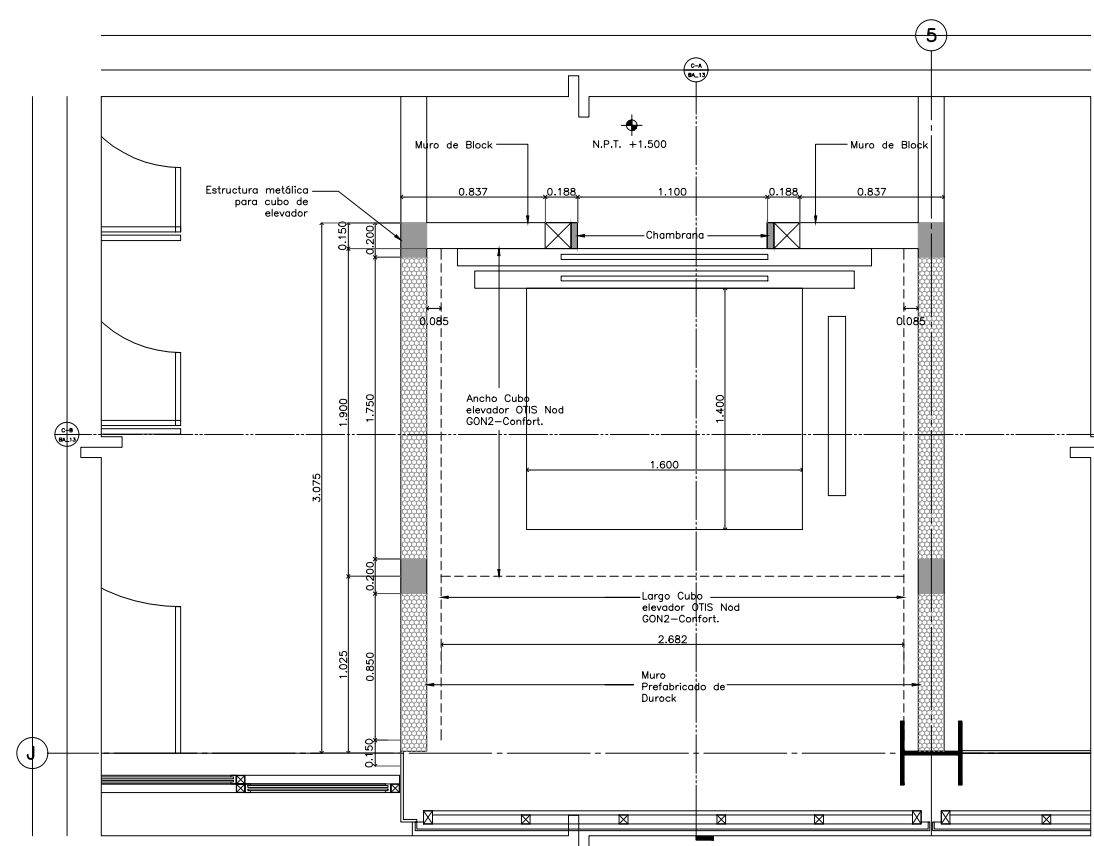 5
C-A
BA_13
N.P.T. +1.500
Muro de Block
Muro de Block
Estructura metálica
para cubo de
elevador
0.837
0.188
1.100
0.188
0.837
Chambrana
0.150
0.200
0.085
0.085
Ancho Cubo
elevador OTIS Nod
GON2-Confort.
1.900
1.750
1.400
C-B
BA_13
1.600
3.075
0.200
Largo Cubo
elevador OTIS Nod
GON2-Confort.
2.682
1.025
0.850
Muro
Prefabricado de
Durock
J
0.150